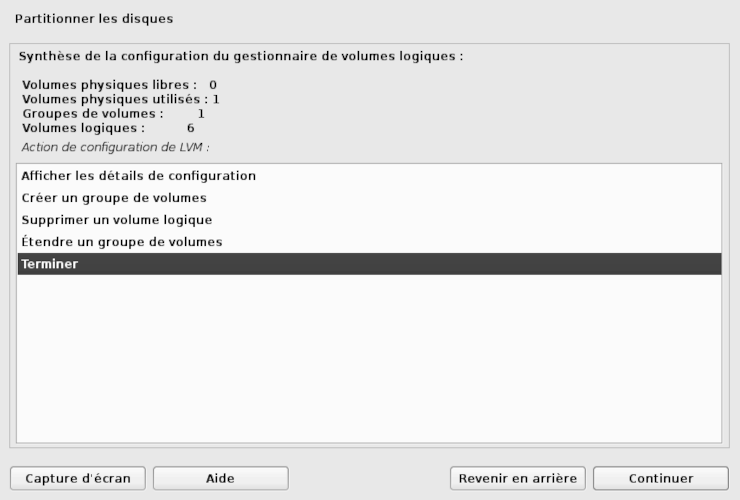 Partitionner les disques
Synthèse de la configuration du gestionnaire de volumes logiques :
Volumes physiques libres : 0
Volumes physiques utilisés : 1
Groupes de volumes : 1
Volumes logiques : 6
Action de configuration de LVM :
Afficher les détails de configuration
Créer un groupe de volumes
Supprimer un volume logique
Étendre un groupe de volumes
Terminer
Capture d'écran
Aide
Revenir en arrière
Continuer